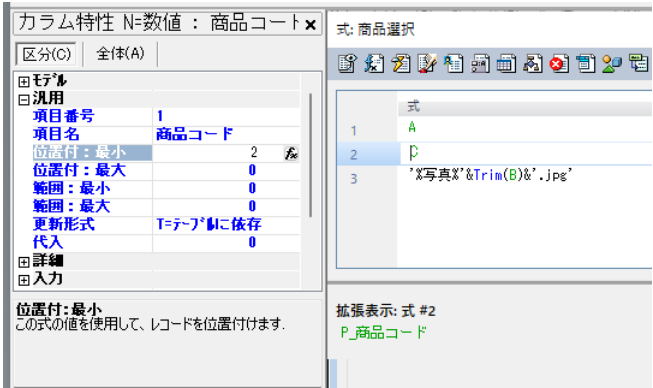 カラム特性 N=数値 : 商品コート
区分(C) 全体(A)
モデル
汎用
項目番号 1
項目名 商品コード
位置付:最小 2
位置付:最大 0
範囲:最小 0
範囲:最大 0
更新形式 T=テーブルに依存
代入 0
詳細
入力
位置付:最小
この式の値を使用して、レコードを位置付けます.
式: 商品選択
式
1 A
2
3 '%写真%'&Trim(B)&'.jpg'
拡張表示: 式 #2
P_商品コード